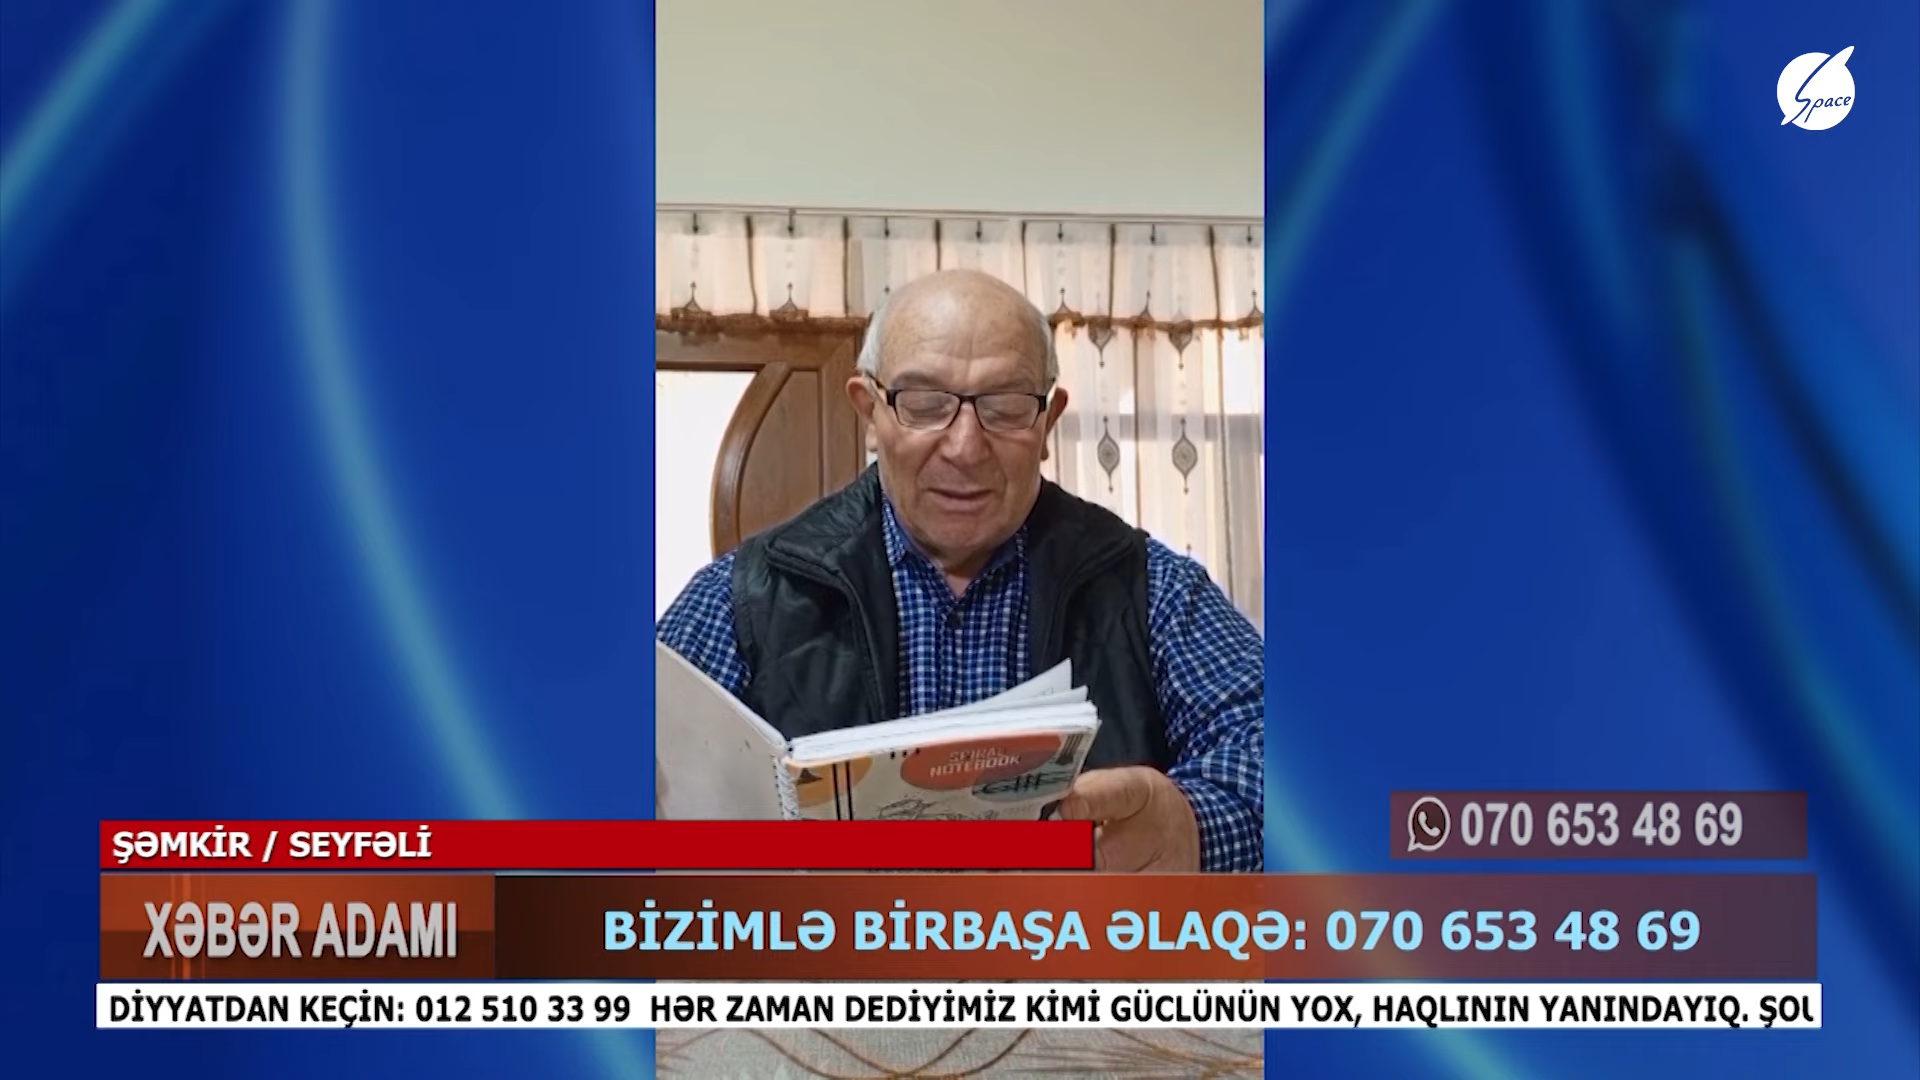 Space
SPIRAL
NOTEBOOK
070 653 48 69
ŞƏMKİR / SEYFƏLİ
XƏBƏR ADAMI
BİZİMLƏ BİRBAŞA ƏLAQƏ: 070 653 48 69
DİYYATDAN KEÇİN: 012 510 33 99 HƏR ZAMAN DEDİYİMİZ KİMİ GÜCLÜNÜN YOX, HAQLININ YANINDAYIQ. ŞOU